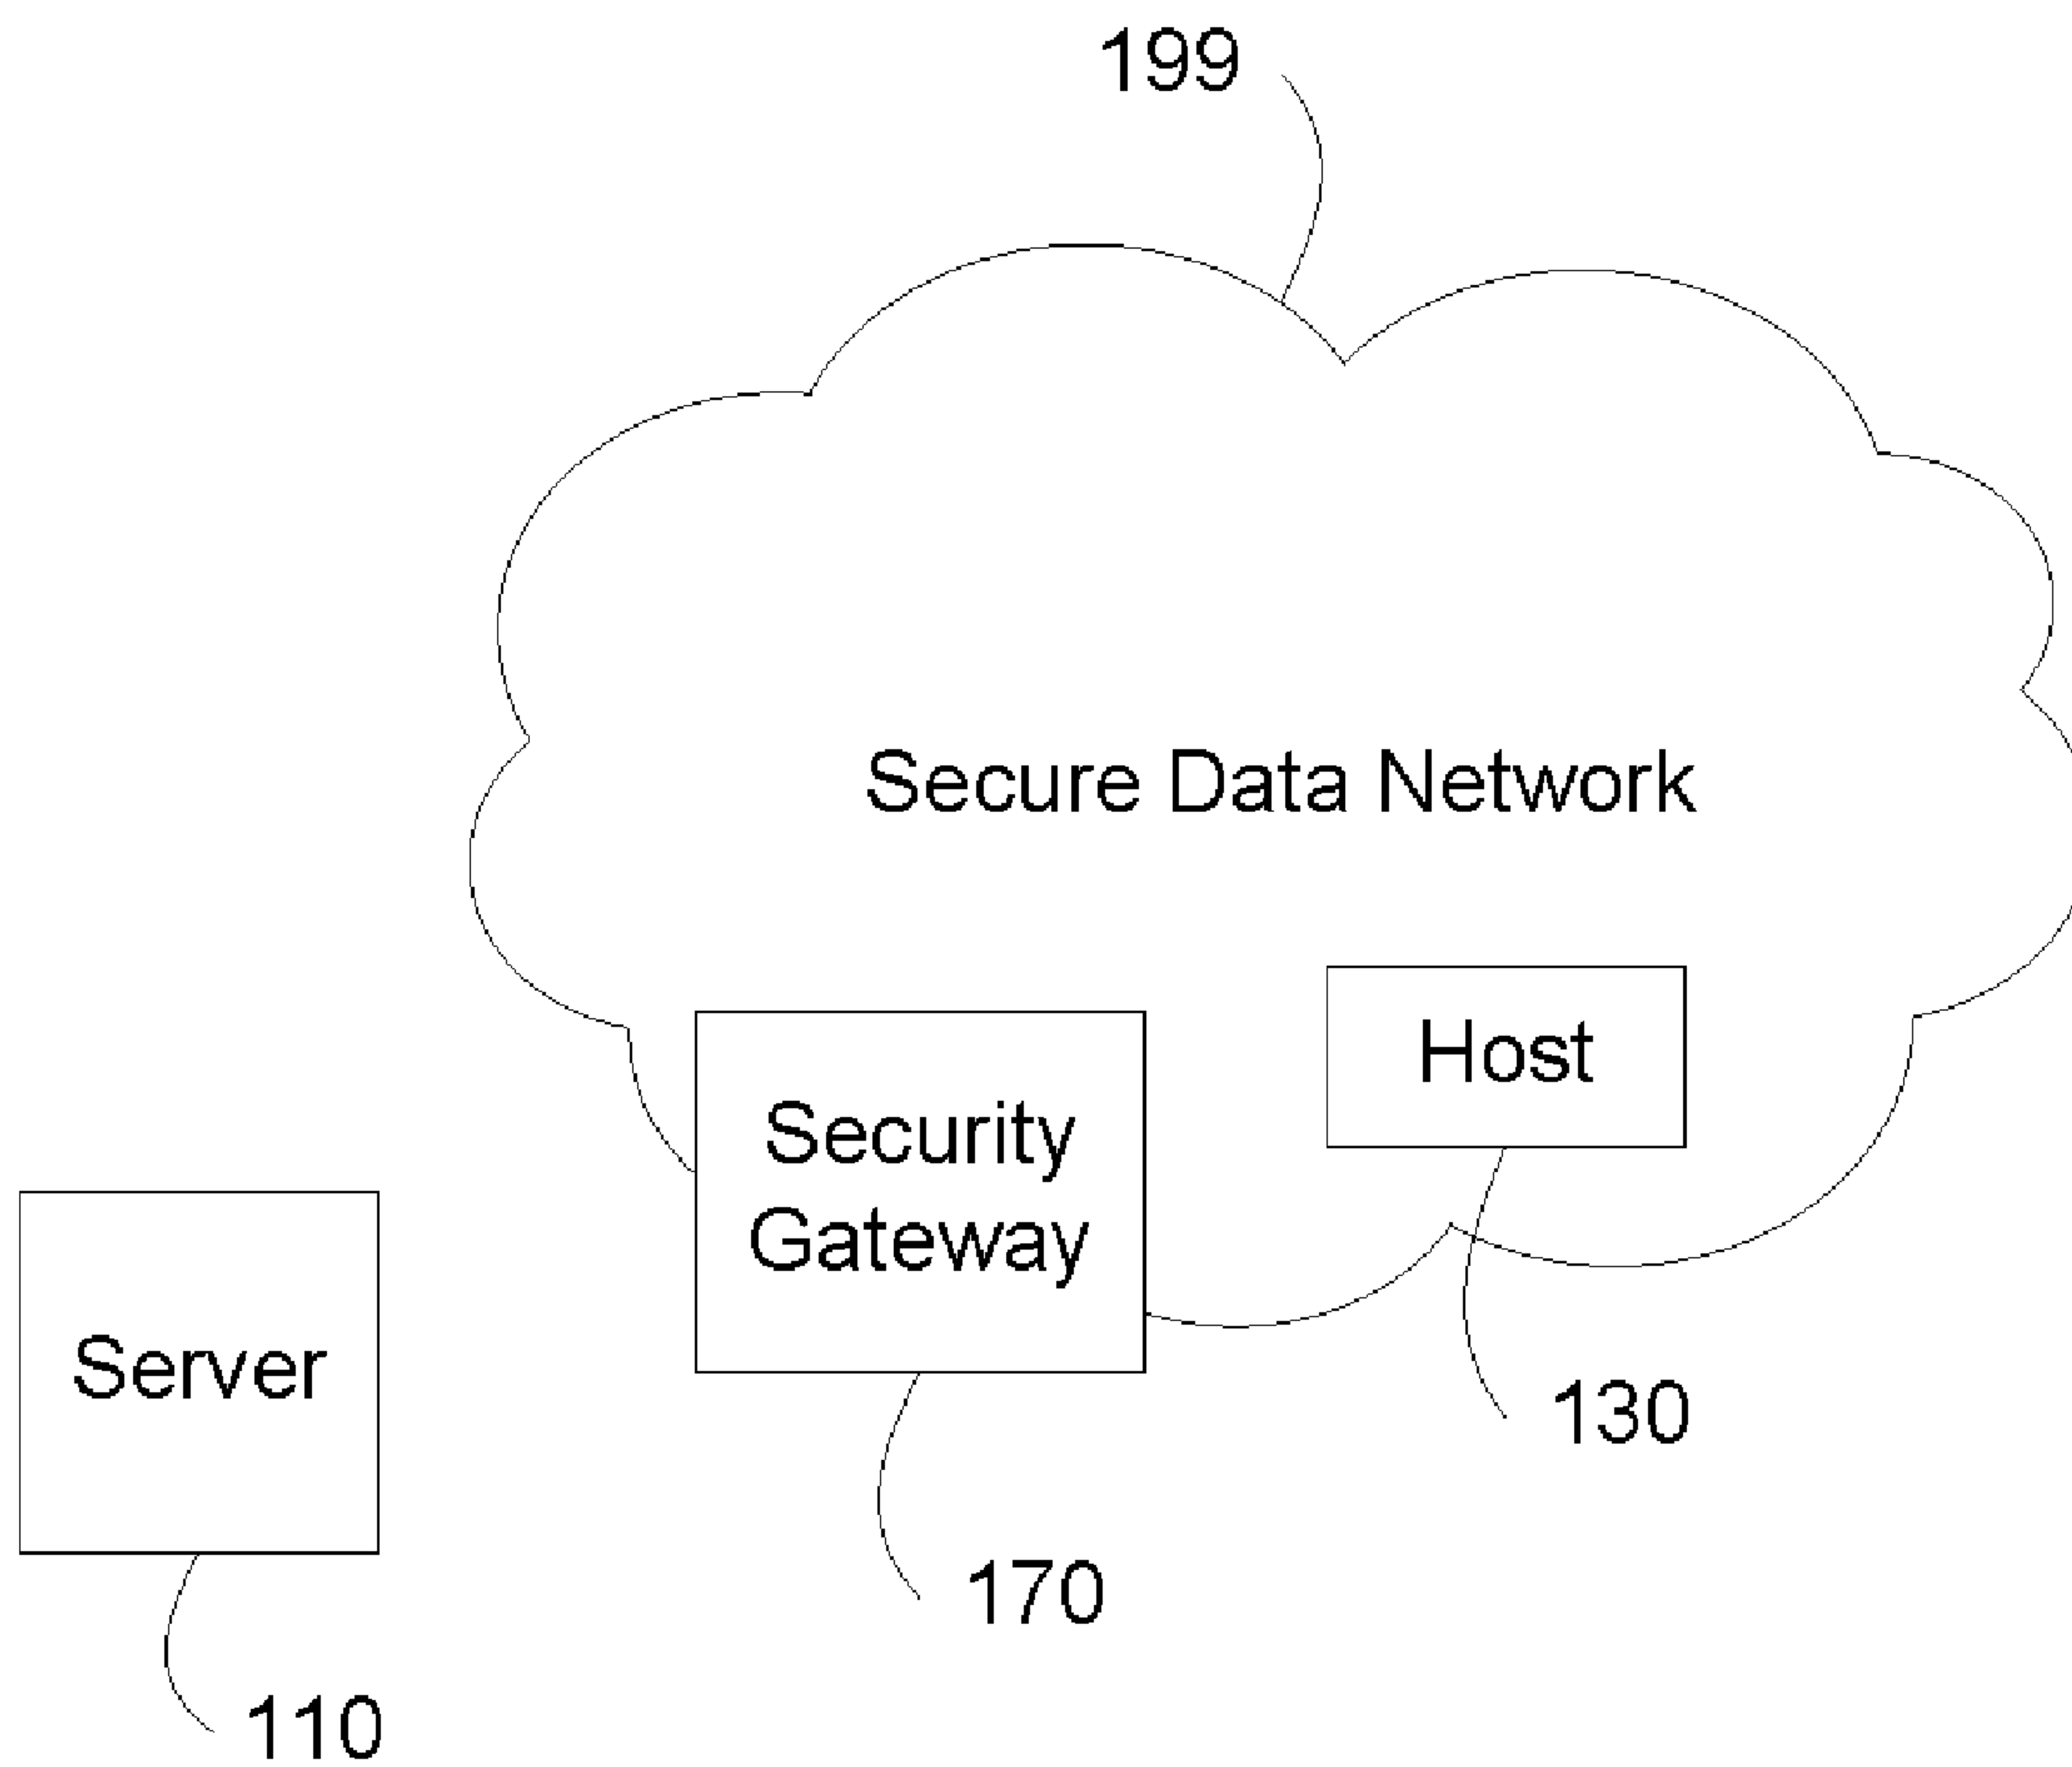 199
Secure Data Network
Host
Security
Gateway
Server
130
170
110